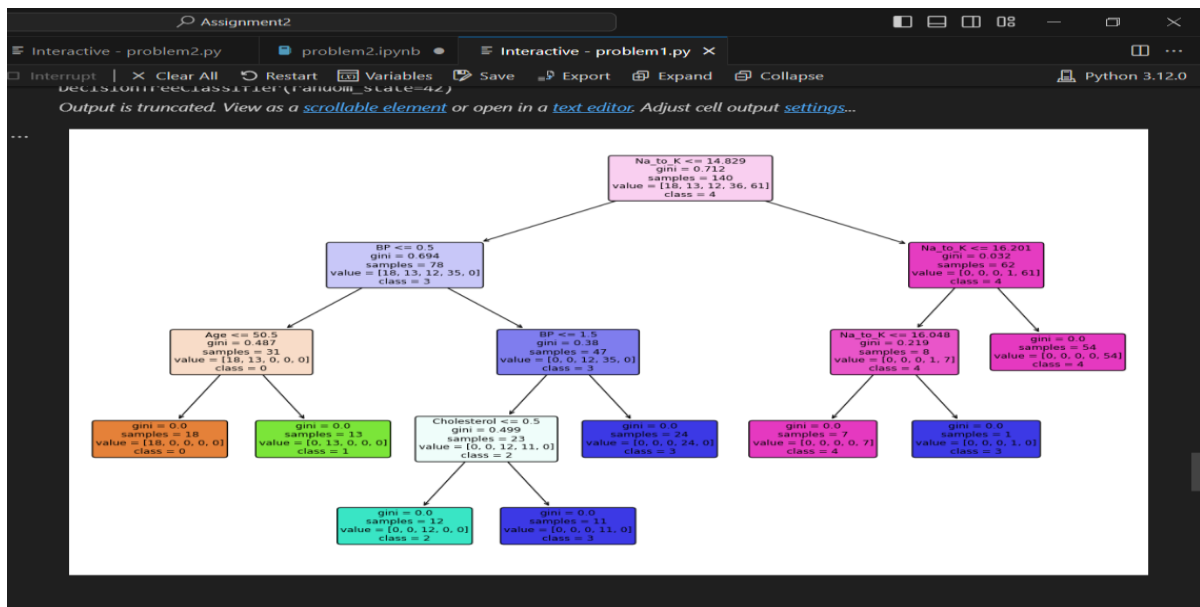 Assignment2
Interactive - problem2.py
problem2.ipynb
Interactive - problem1.py
Interrupt | Clear All Restart Variables Save Export Expand Collapse Python 3.12.0
DecisionTreeClassifier(random_state=42)
Output is truncated. View as a scrollable element or open in a text editor. Adjust cell output settings...
Na_to_K <= 14.829
gini = 0.712
samples = 140
value = [18, 13, 12, 36, 61]
class = 4
BP <= 0.5
gini = 0.694
samples = 78
value = [18, 13, 12, 35, 0]
class = 3
Na_to_K <= 16.201
gini = 0.032
samples = 62
value = [0, 0, 0, 1, 61]
class = 4
Age <= 50.5
gini = 0.487
samples = 31
value = [18, 13, 0, 0, 0]
class = 0
BP <= 1.5
gini = 0.38
samples = 47
value = [0, 0, 12, 35, 0]
class = 3
Na_to_K <= 16.048
gini = 0.219
samples = 8
value = [0, 0, 0, 1, 7]
class = 4
gini = 0.0
samples = 54
value = [0, 0, 0, 0, 54]
class = 4
gini = 0.0
samples = 18
value = [18, 0, 0, 0, 0]
class = 0
gini = 0.0
samples = 13
value = [0, 13, 0, 0, 0]
class = 1
Cholesterol <= 0.5
gini = 0.499
samples = 23
value = [0, 0, 12, 11, 0]
class = 2
gini = 0.0
samples = 24
value = [0, 0, 0, 24, 0]
class = 3
gini = 0.0
samples = 7
value = [0, 0, 0, 0, 7]
class = 4
gini = 0.0
samples = 1
value = [0, 0, 0, 1, 0]
class = 3
gini = 0.0
samples = 12
value = [0, 0, 12, 0, 0]
class = 2
gini = 0.0
samples = 11
value = [0, 0, 0, 11, 0]
class = 3